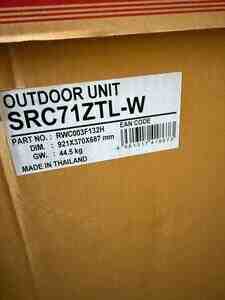 OUTDOOR UNIT
SRC71ZTL-W
PART NO. : RWC003F132H
EAN CODE
DIM. : 921X370X687 mm
GW. : 44.5 kg
MADE IN THAILAND